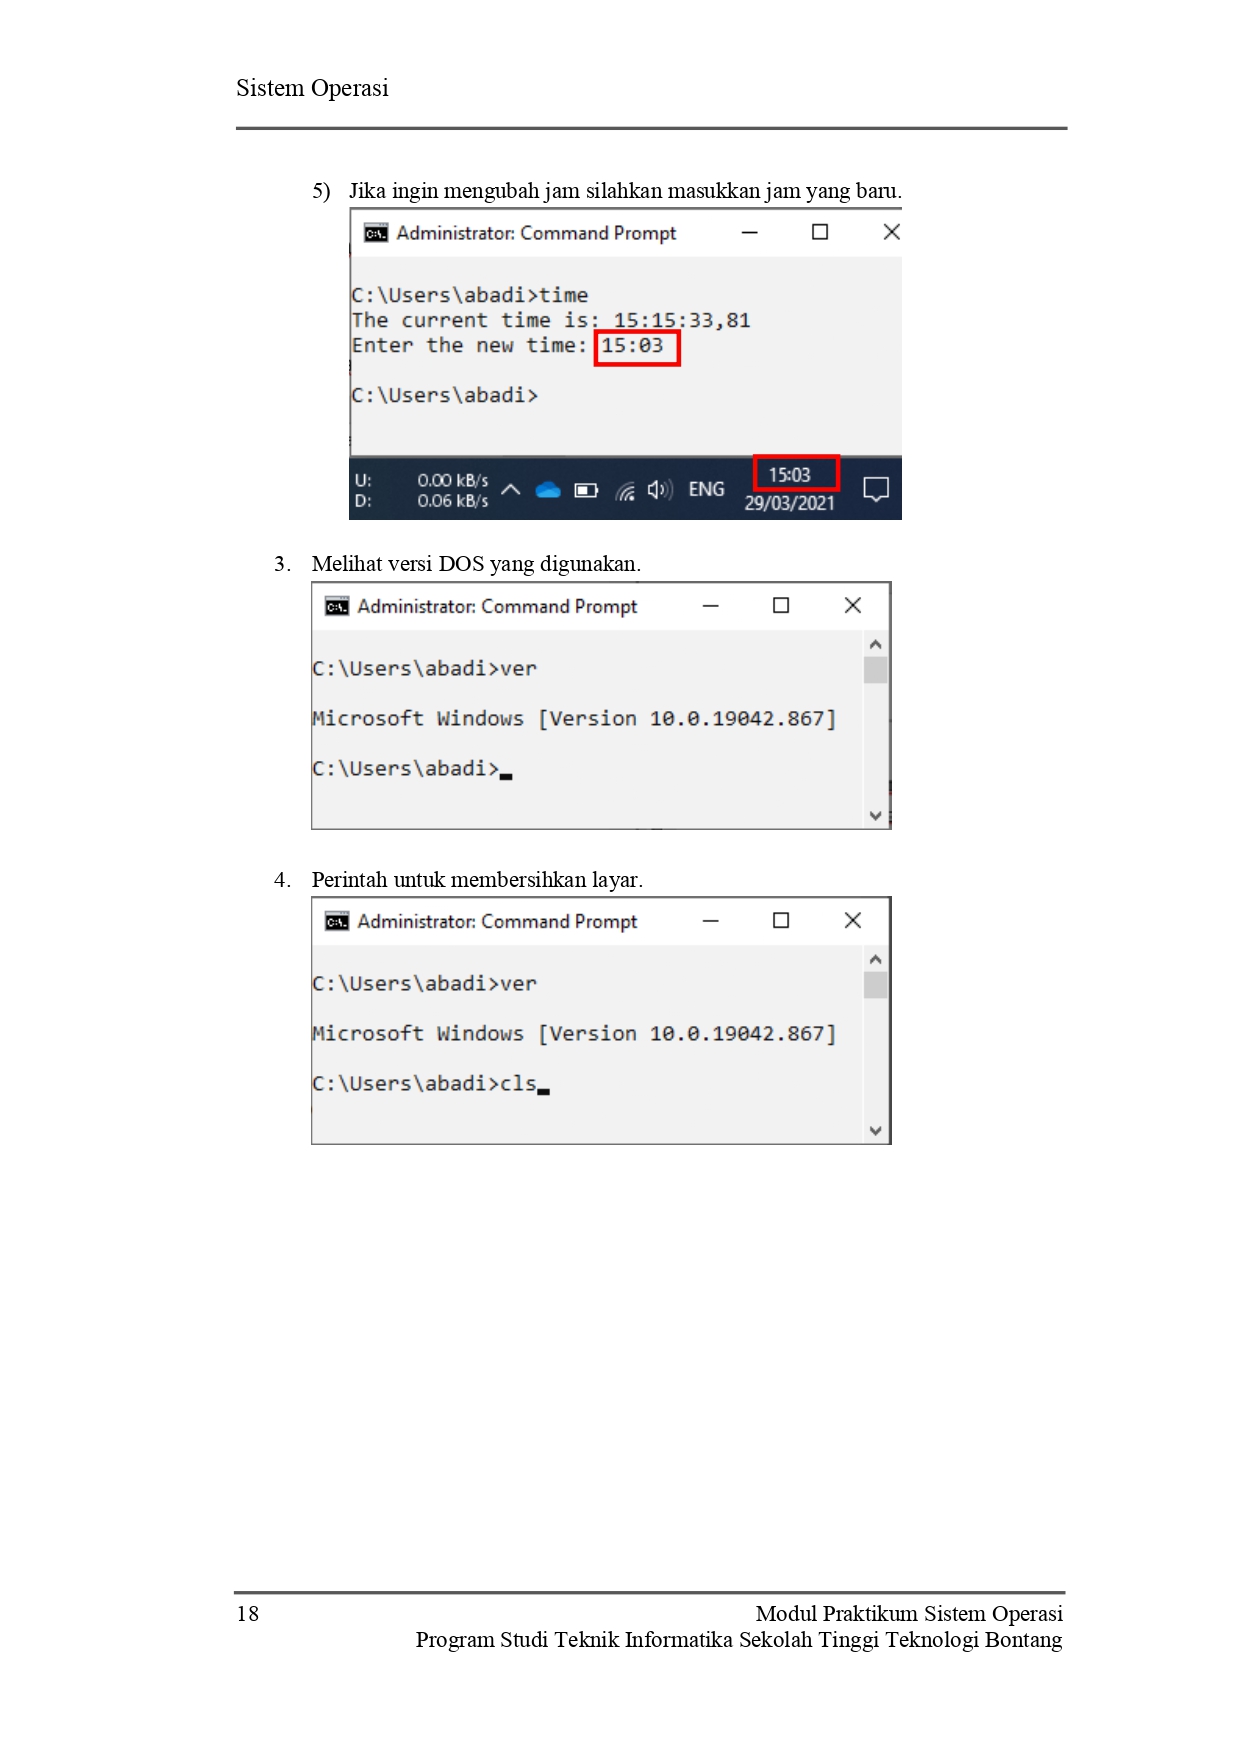 Sistem Operasi
5) Jika ingin mengubah jam silahkan masukkan jam yang baru.
Administrator: Command Prompt
C:\Users\abadi>time
The current time is: 15:15:33,81
Enter the new time: 15:03
C:\Users\abadi>
U: 0.00 kB/s
D: 0.06 kB/s
ENG
15:03
29/03/2021
3. Melihat versi DOS yang digunakan.
Administrator: Command Prompt
C:\Users\abadi>ver
Microsoft Windows [Version 10.0.19042.867]
C:\Users\abadi>
4. Perintah untuk membersihkan layar.
Administrator: Command Prompt
C:\Users\abadi>ver
Microsoft Windows [Version 10.0.19042.867]
C:\Users\abadi>cls
18 Modul Praktikum Sistem Operasi
Program Studi Teknik Informatika Sekolah Tinggi Teknologi Bontang